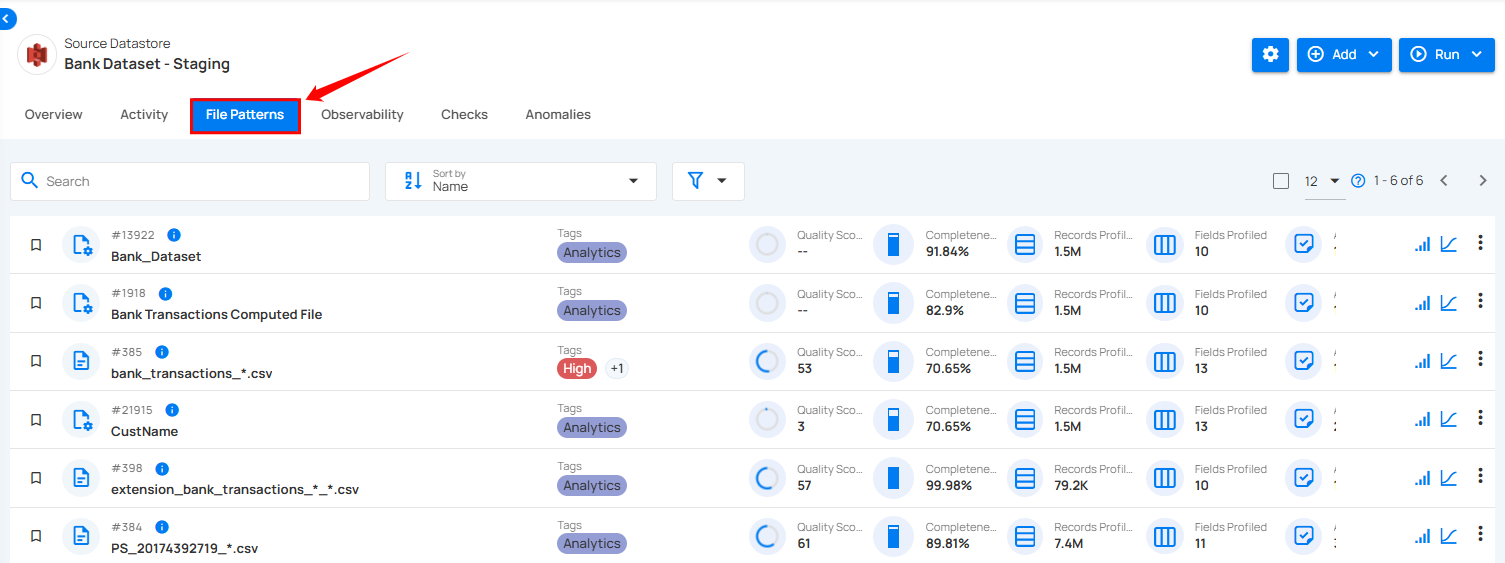 Source Datastore
Bank Dataset - Staging
Add
Run
Overview Activity File Patterns Observability Checks Anomalies
Search
Sort by
Name
12
1 - 6 of 6
#13922
Bank_Dataset
Tags
Analytics
Quality Sco...
--
Completene...
91.84%
Records Profil...
1.5M
Fields Profiled
10
#1918
Bank Transactions Computed File
Tags
Analytics
Quality Sco...
--
Completene...
82.9%
Records Profil...
1.5M
Fields Profiled
10
#385
bank_transactions_*.csv
Tags
High +1
Quality Sco...
53
Completene...
70.65%
Records Profil...
1.5M
Fields Profiled
13
#21915
CustName
Tags
Analytics
Quality Sco...
3
Completene...
70.65%
Records Profil...
1.5M
Fields Profiled
13
#398
extension_bank_transactions_*_*.csv
Tags
Analytics
Quality Sco...
57
Completene...
99.98%
Records Profil...
79.2K
Fields Profiled
10
#384
PS_20174392719_*.csv
Tags
Analytics
Quality Sco...
61
Completene...
89.81%
Records Profil...
7.4M
Fields Profiled
11